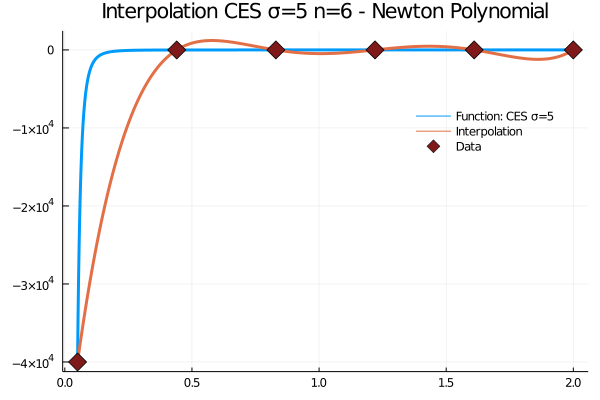 Interpolation CES σ=5 n=6 - Newton Polynomial
0
−1×10⁴
−2×10⁴
−3×10⁴
−4×10⁴
Function: CES σ=5
Interpolation
Data
0.0 0.5 1.0 1.5 2.0